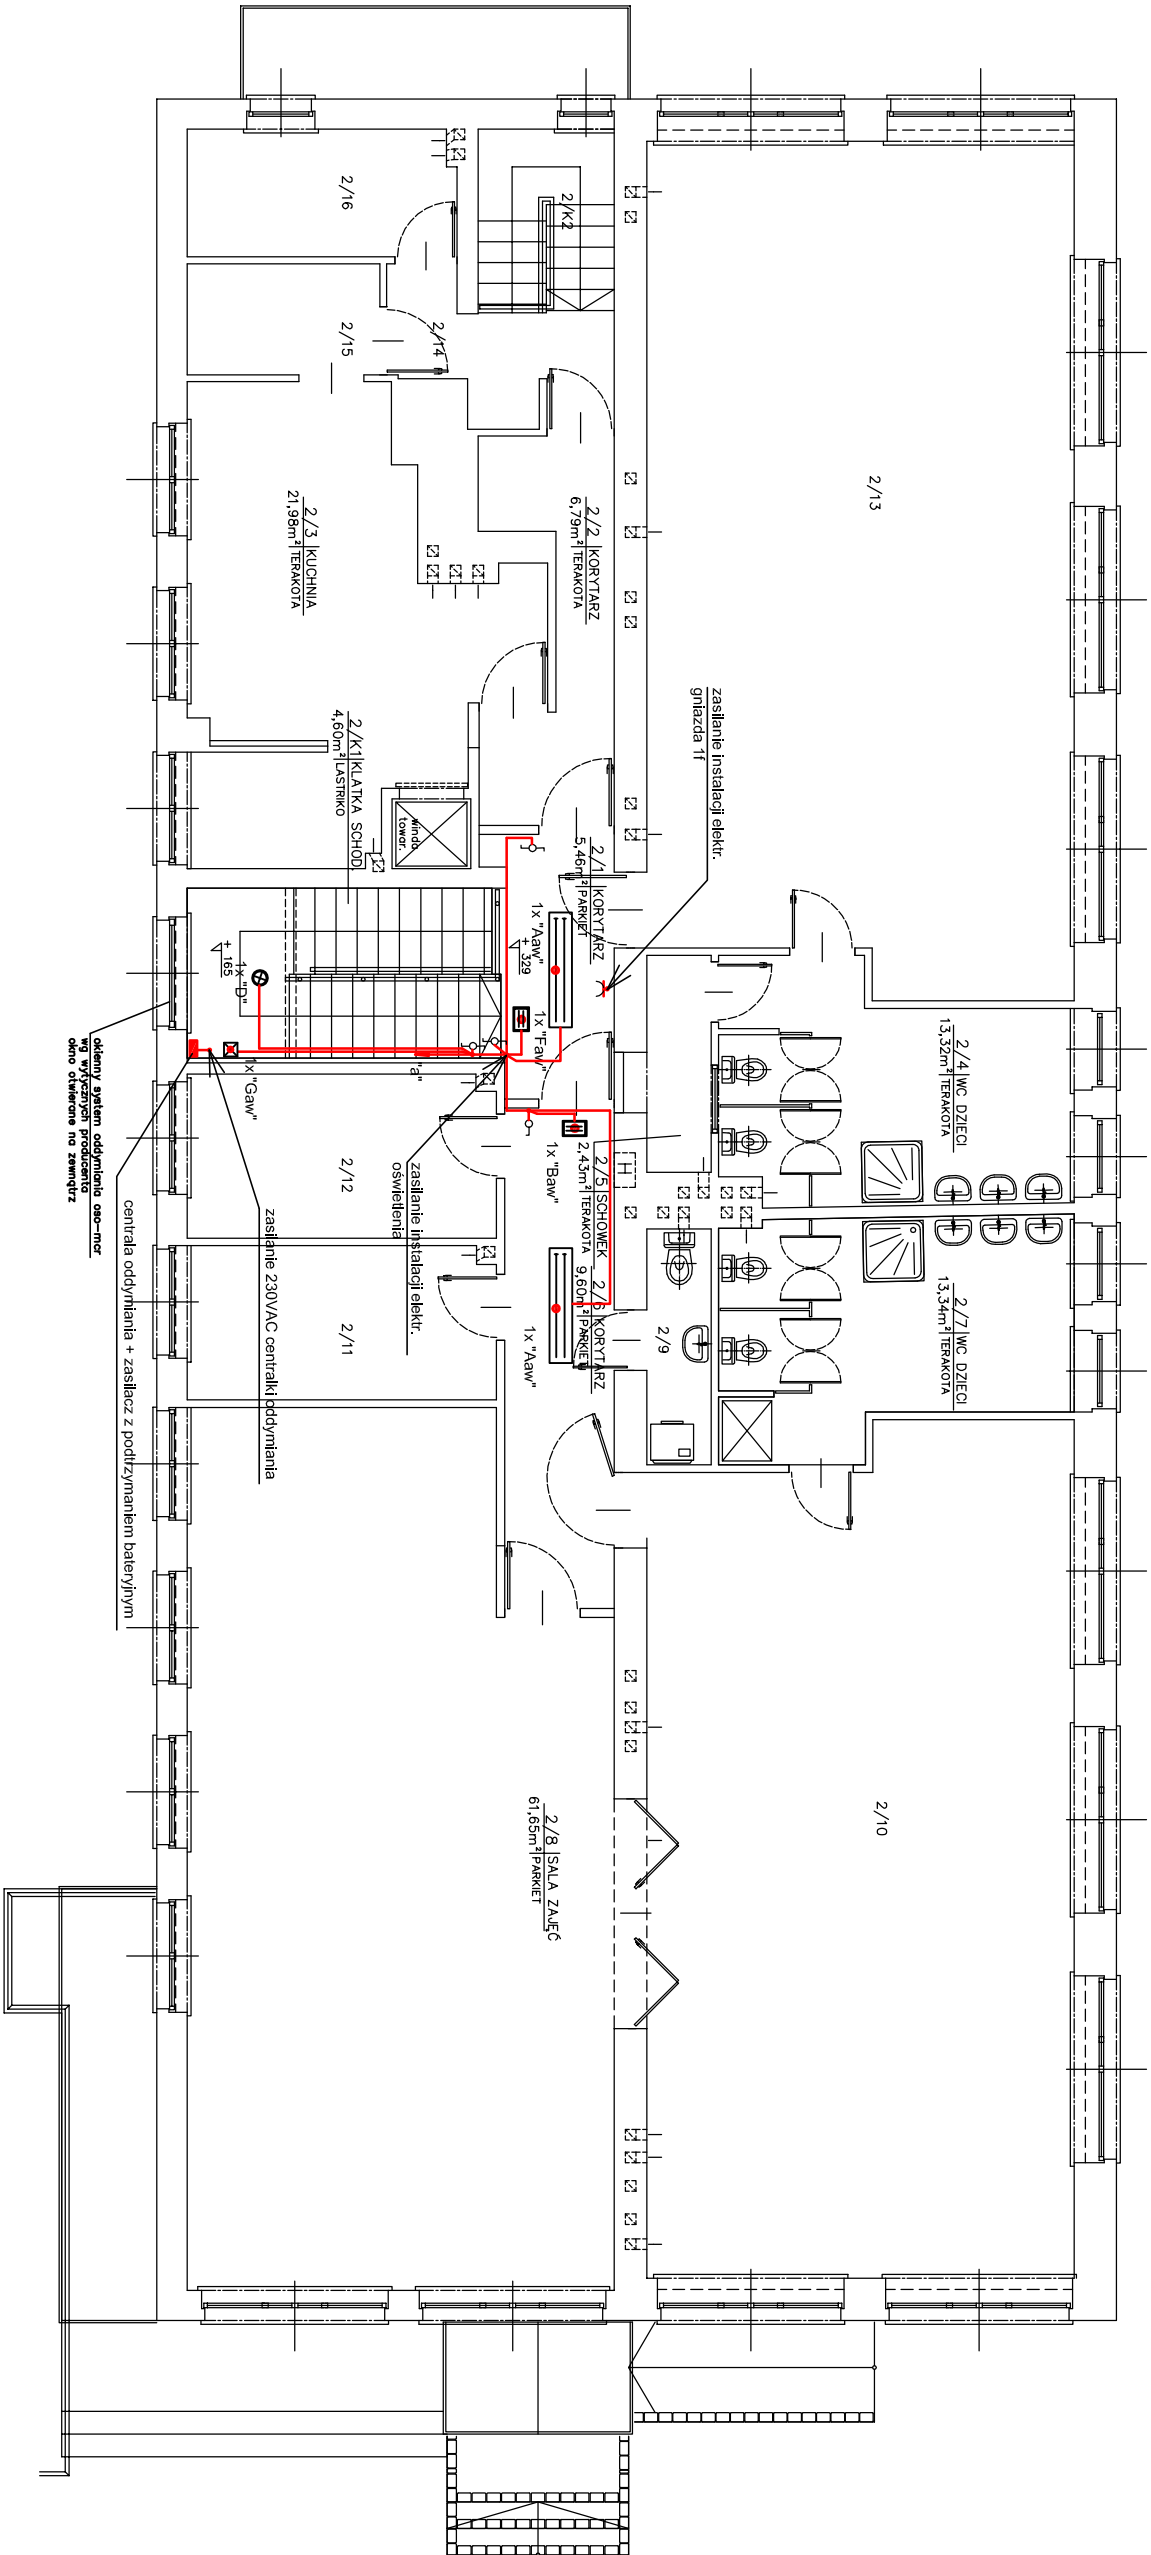 2/16
2/K2
2/15
2/14
2/13
2/2 KORYTARZ
6,79m² TERAKOTA
2/3 KUCHNIA
21,98m² TERAKOTA
zasilanie instalacji elektr.
gniazda 1f
2/K1 KLATKA SCHOD.
4,60m² LASTRIKO
winda
towar.
2/1 KORYTARZ
5,46m² PARKIET
1x "Aaw"
+ 329
1x "Faw"
+ 165
1x "D"
1x "Gaw"
"a"
okienny system oddymiania oso-mcr
wg wytycznych producenta
okno otwierane na zewnątrz
2/4 WC DZIECI
13,32m² TERAKOTA
2/5 SCHOWEK
2,43m² TERAKOTA
1x "Baw"
2/6 KORYTARZ
9,60m² PARKIET
1x "Aaw"
2/7 WC DZIECI
13,34m² TERAKOTA
2/9
2/12
2/11
zasilanie instalacji elektr.
oświetlenia
zasilanie 230VAC centralki oddymiania
centrala oddymiania + zasilacz z podtrzymaniem bateryjnym
2/10
2/8 SALA ZAJĘĆ
61,65m² PARKIET